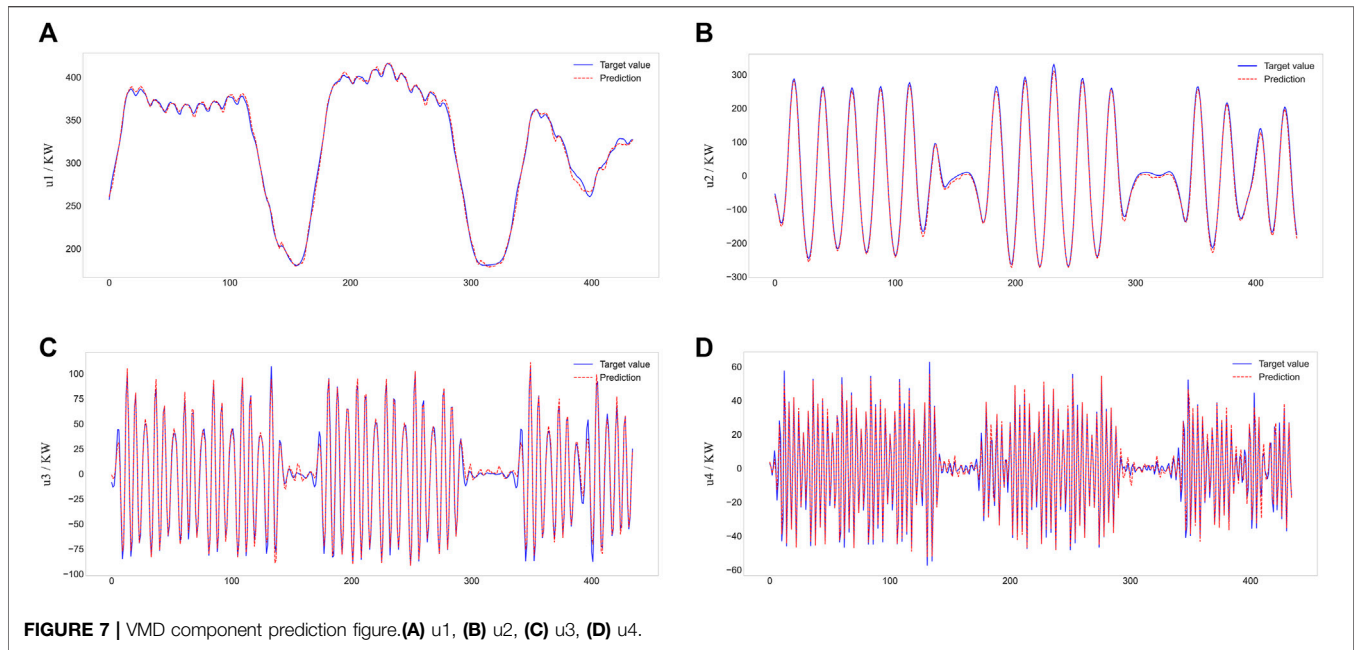 A
Target value
Prediction
400
350
300
250
200
u1 / KW
0
100
200
300
400
B
Target value
Prediction
300
200
100
0
−100
−200
−300
u2 / KW
0
100
200
300
400
C
Target value
Prediction
100
75
50
25
0
−25
−50
−75
−100
u3 / KW
0
100
200
300
400
D
Target value
Prediction
60
40
20
0
−20
−40
−60
u4 / KW
0
100
200
300
400
FIGURE 7 | VMD component prediction figure.(A) u1, (B) u2, (C) u3, (D) u4.